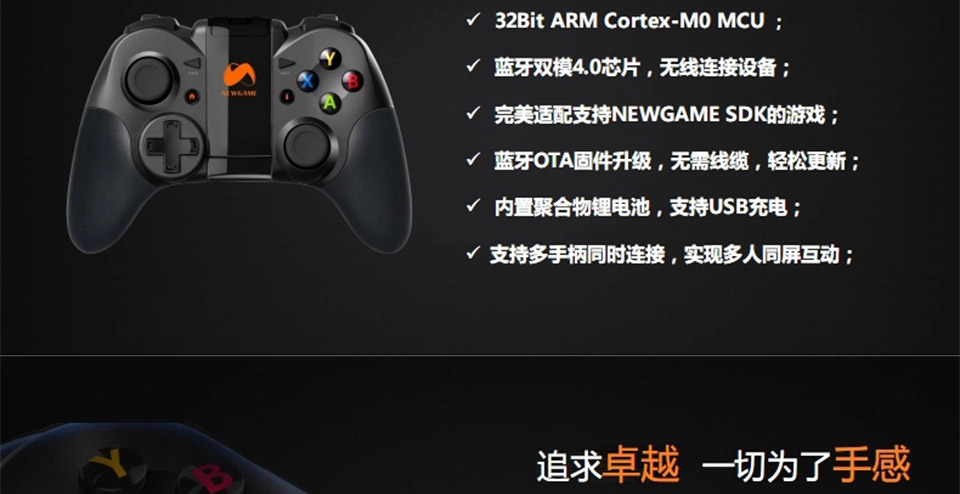 32Bit ARM Cortex-M0 MCU ；
蓝牙双模4.0芯片，无线连接设备；
完美适配支持NEWGAME SDK的游戏；
蓝牙OTA固件升级，无需线缆，轻松更新；
内置聚合物锂电池，支持USB充电；
支持多手柄同时连接，实现多人同屏互动；
NEWGAME
Y
X
B
A
追求卓越 一切为了手感
Y
B